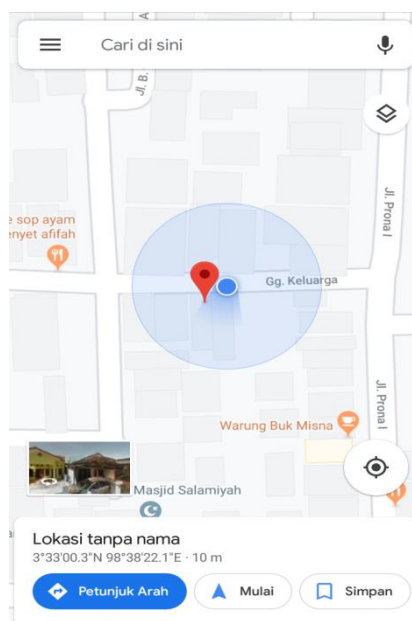 Cari di sini
Jl. B.
Jl. Prona I
sop ayam
nyet afifah
Gg. Keluarga
Jl. Prona I
Warung Buk Misna
Masjid Salamiyah
Lokasi tanpa nama
3°33'00.3"N 98°38'22.1"E · 10 m
Petunjuk Arah
Mulai
Simpan